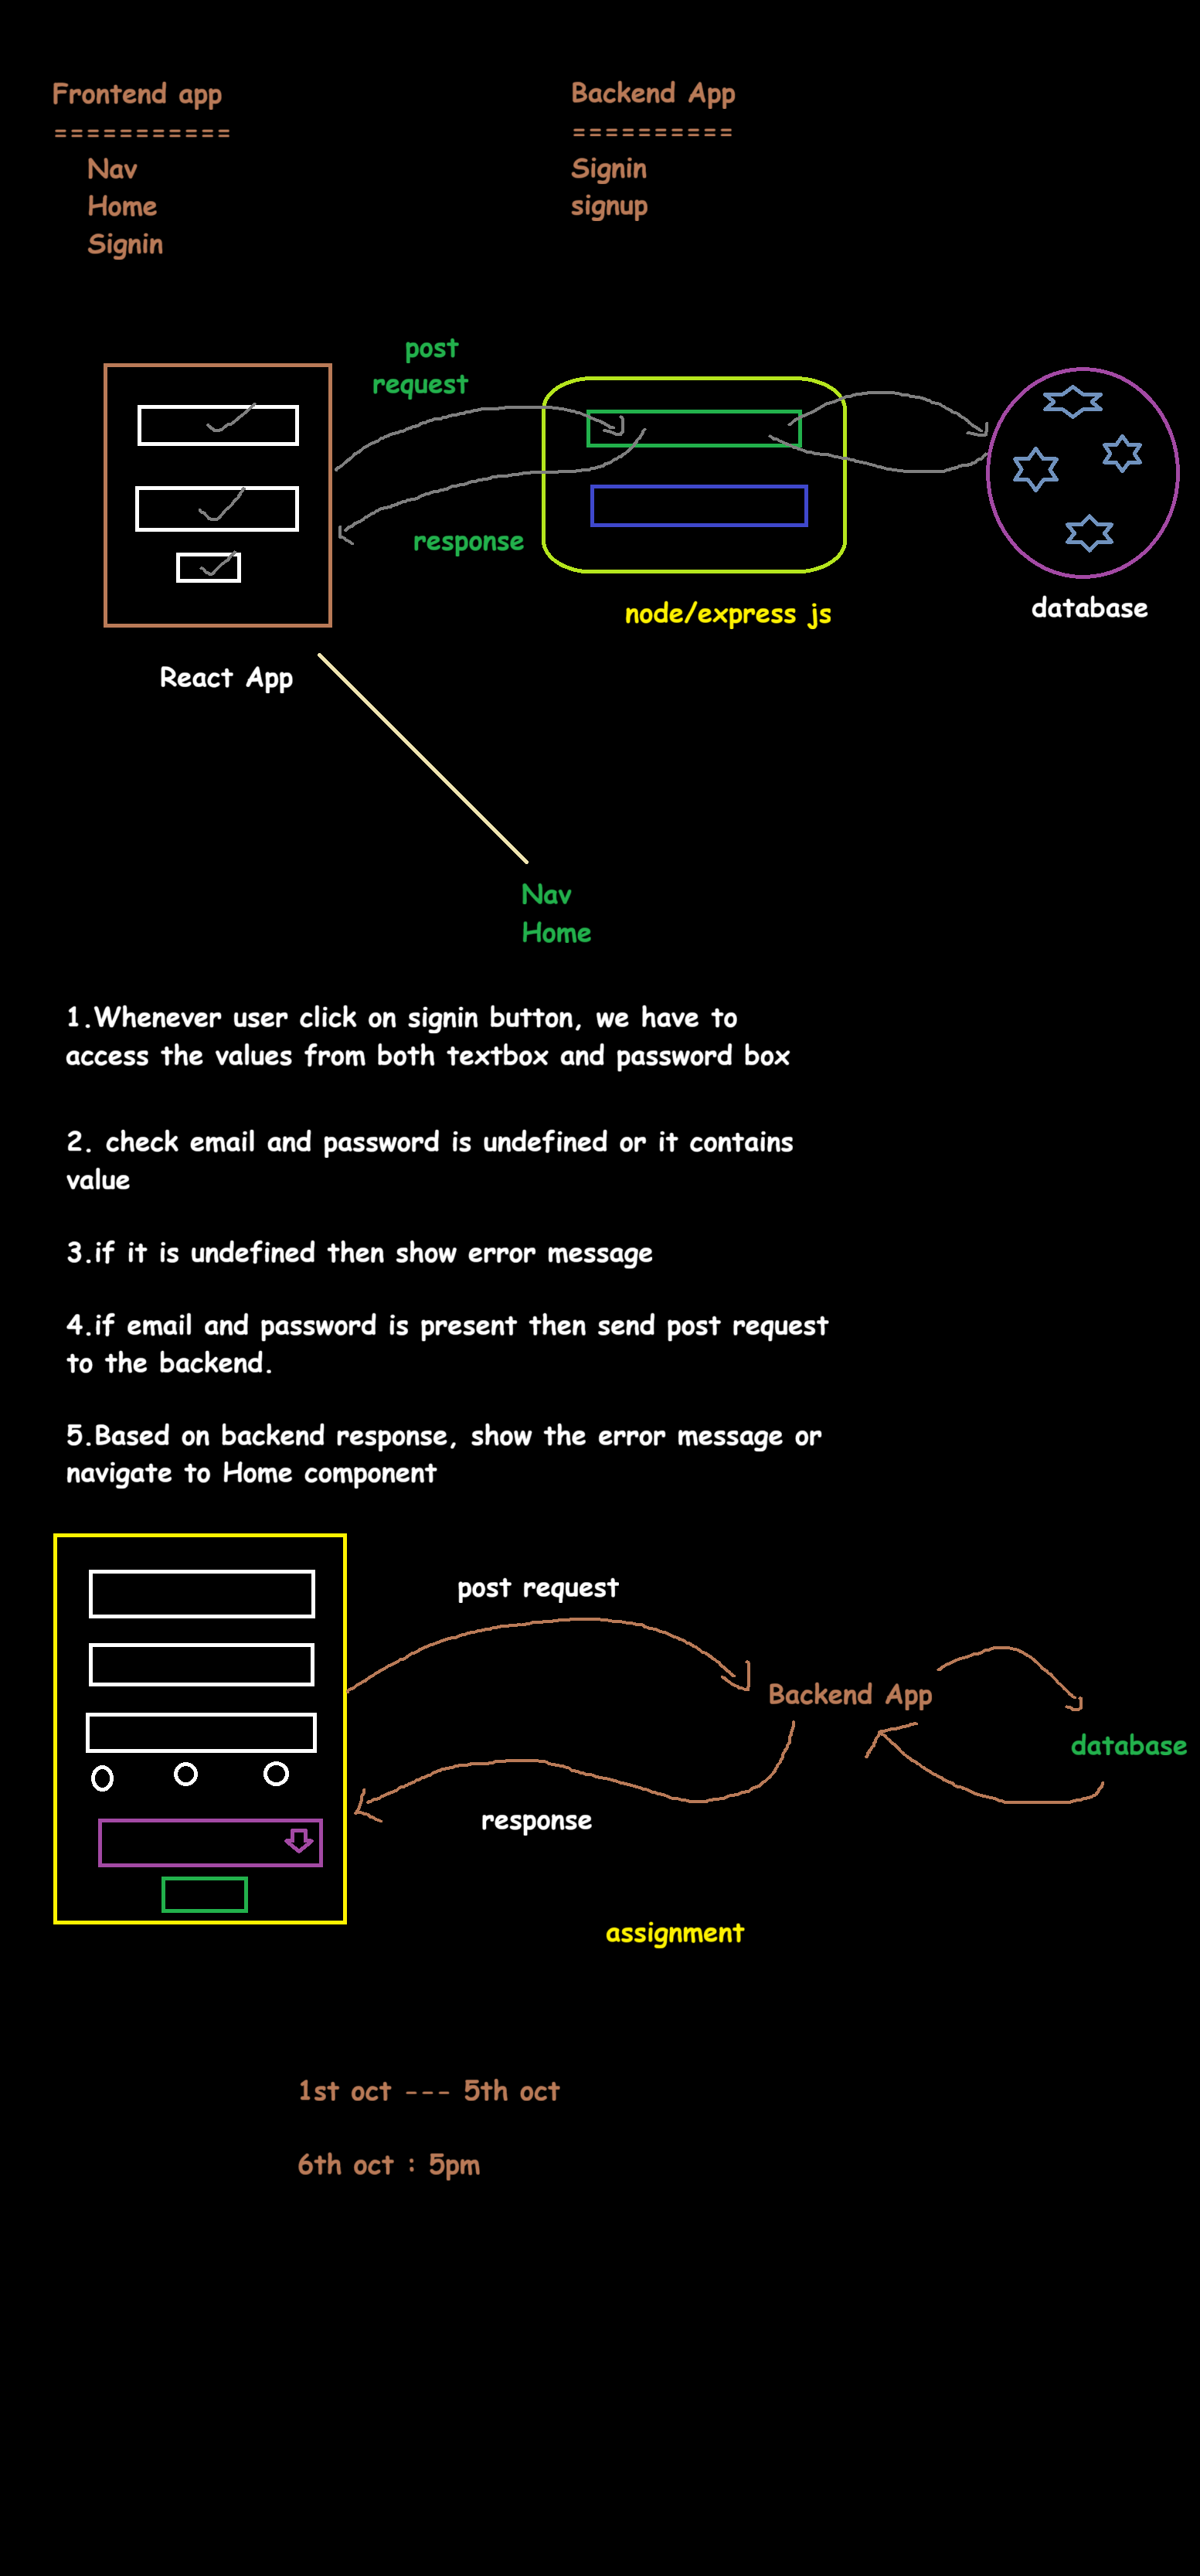 Frontend app
===========
Nav
Home
Signin
Backend App
==========
Signin
signup
post
request
response
node/express js
database
React App
Nav
Home
1.Whenever user click on signin button, we have to
access the values from both textbox and password box
2. check email and password is undefined or it contains
value
3.if it is undefined then show error message
4.if email and password is present then send post request
to the backend.
5.Based on backend response, show the error message or
navigate to Home component
post request
Backend App
database
response
assignment
1st oct --- 5th oct
6th oct : 5pm